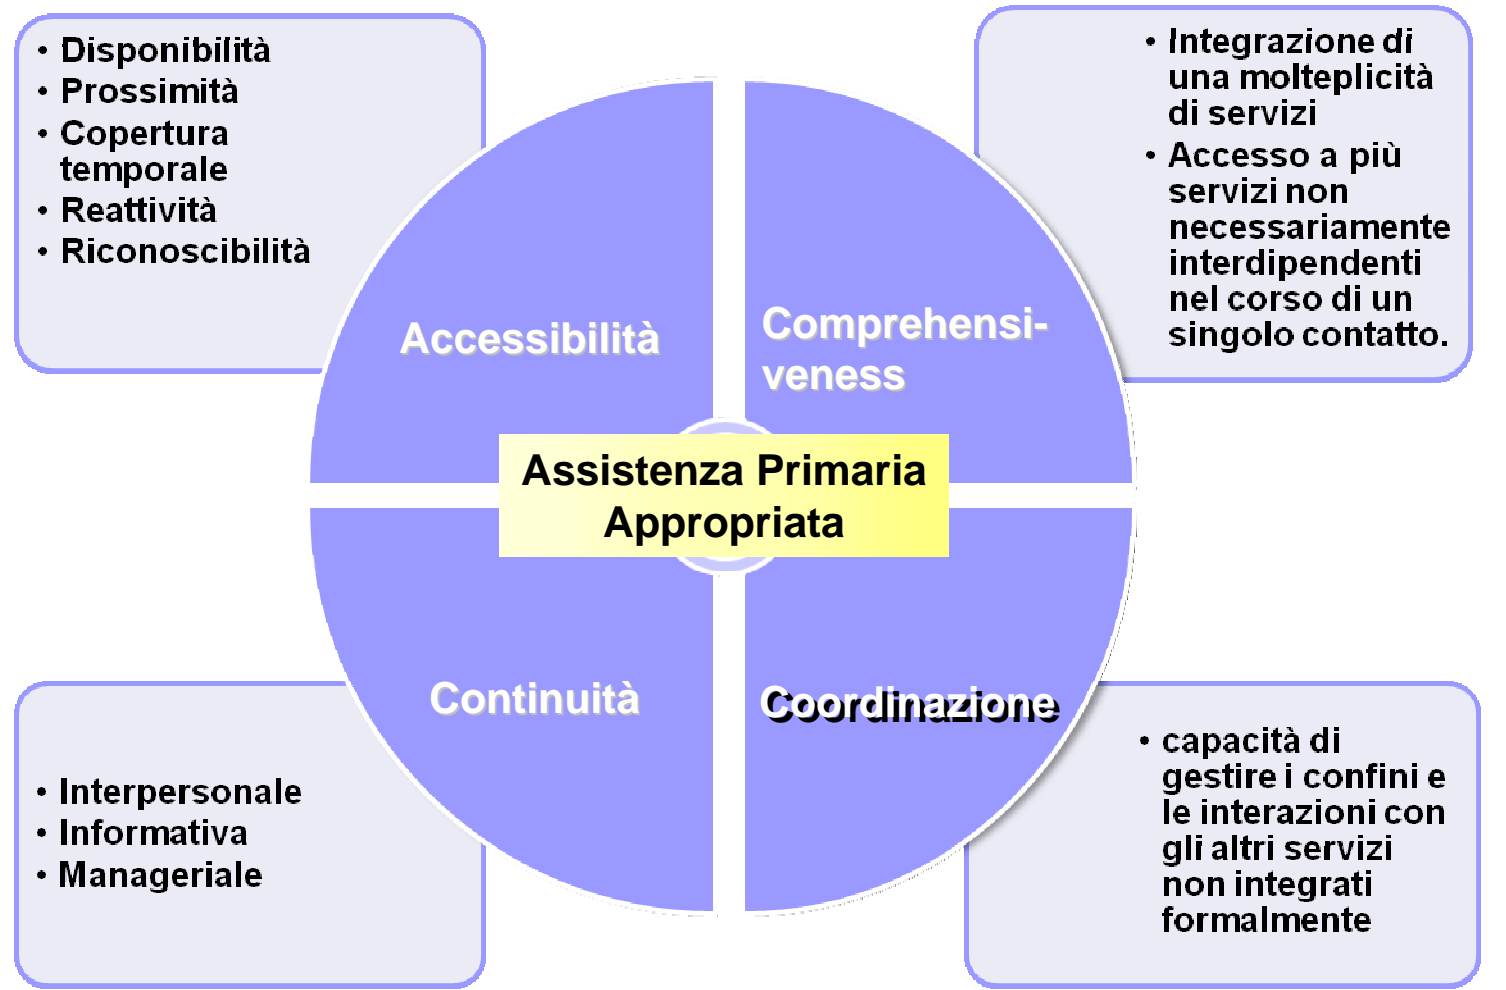 • Disponibilità
• Prossimità
• Copertura
temporale
• Reattività
• Riconoscibilità
• Integrazione di
una molteplicità
di servizi
• Accesso a più
servizi non
necessariamente
interdipendenti
nel corso di un
singolo contatto.
Accessibilità
Comprehensi-
veness
Assistenza Primaria
Appropriata
Continuità
Coordinazione
• Interpersonale
• Informativa
• Manageriale
• capacità di
gestire i confini e
le interazioni con
gli altri servizi
non integrati
formalmente